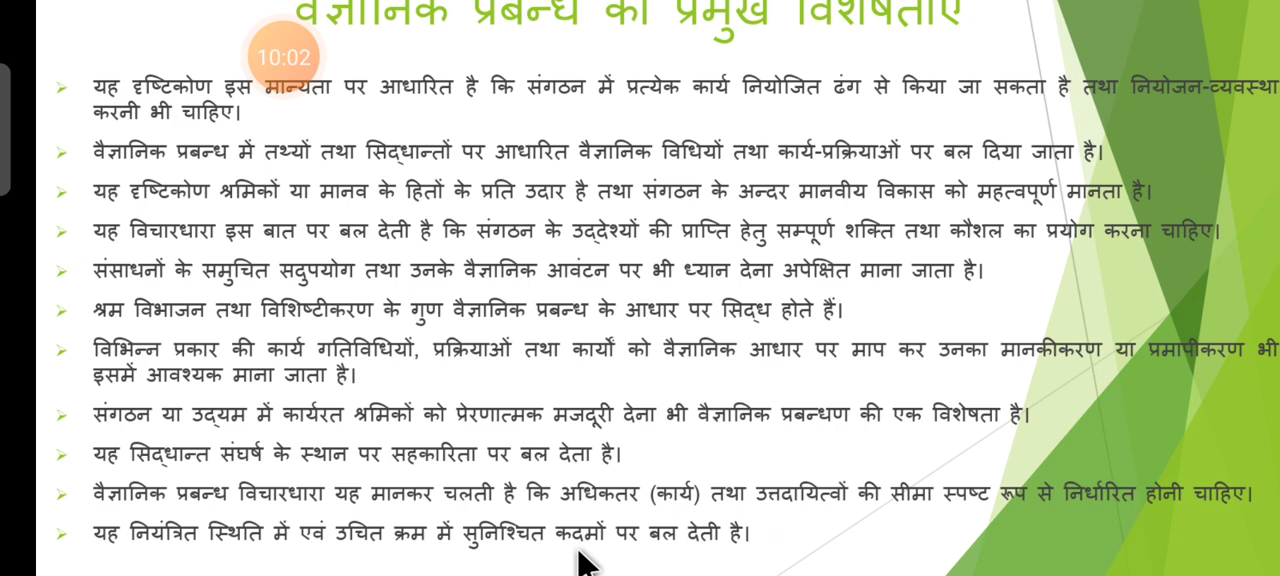 वैज्ञानिक प्रबन्ध की प्रमुख विशेषताएँ
10:02
यह दृष्टिकोण इस मान्यता पर आधारित है कि संगठन में प्रत्येक कार्य नियोजित ढंग से किया जा सकता है तथा नियोजन-व्यवस्था
करनी भी चाहिए।
वैज्ञानिक प्रबन्ध में तथ्यों तथा सिद्धान्तों पर आधारित वैज्ञानिक विधियों तथा कार्य-प्रक्रियाओं पर बल दिया जाता है।
यह दृष्टिकोण श्रमिकों या मानव के हितों के प्रति उदार है तथा संगठन के अन्दर मानवीय विकास को महत्वपूर्ण मानता है।
यह विचारधारा इस बात पर बल देती है कि संगठन के उद्देश्यों की प्राप्ति हेतु सम्पूर्ण शक्ति तथा कौशल का प्रयोग करना चाहिए।
संसाधनों के समुचित सदुपयोग तथा उनके वैज्ञानिक आवंटन पर भी ध्यान देना अपेक्षित माना जाता है।
श्रम विभाजन तथा विशिष्टीकरण के गुण वैज्ञानिक प्रबन्ध के आधार पर सिद्ध होते हैं।
विभिन्न प्रकार की कार्य गतिविधियों, प्रक्रियाओं तथा कार्यों को वैज्ञानिक आधार पर माप कर उनका मानकीकरण या प्रमापीकरण भी
इसमें आवश्यक माना जाता है।
संगठन या उद्यम में कार्यरत श्रमिकों को प्रेरणात्मक मजदूरी देना भी वैज्ञानिक प्रबन्धण की एक विशेषता है।
यह सिद्धान्त संघर्ष के स्थान पर सहकारिता पर बल देता है।
वैज्ञानिक प्रबन्ध विचारधारा यह मानकर चलती है कि अधिकतर (कार्य) तथा उत्तदायित्वों की सीमा स्पष्ट रूप से निर्धारित होनी चाहिए।
यह नियंत्रित स्थिति में एवं उचित क्रम में सुनिश्चित कदमों पर बल देती है।